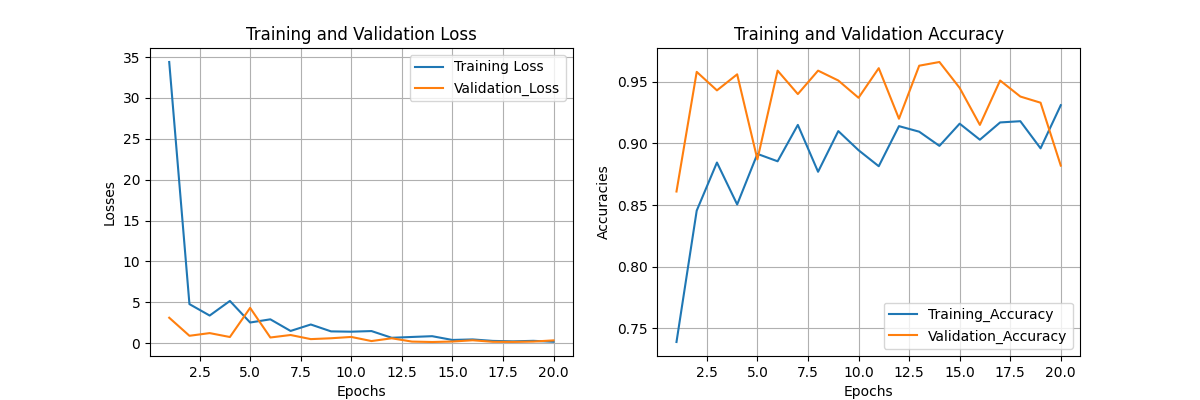 Training and Validation Loss
35
30
25
20
15
10
5
0
Losses
2.5 5.0 7.5 10.0 12.5 15.0 17.5 20.0
Epochs
Training Loss
Validation_Loss
Training and Validation Accuracy
0.95
0.90
0.85
0.80
0.75
Accuracies
2.5 5.0 7.5 10.0 12.5 15.0 17.5 20.0
Epochs
Training_Accuracy
Validation_Accuracy